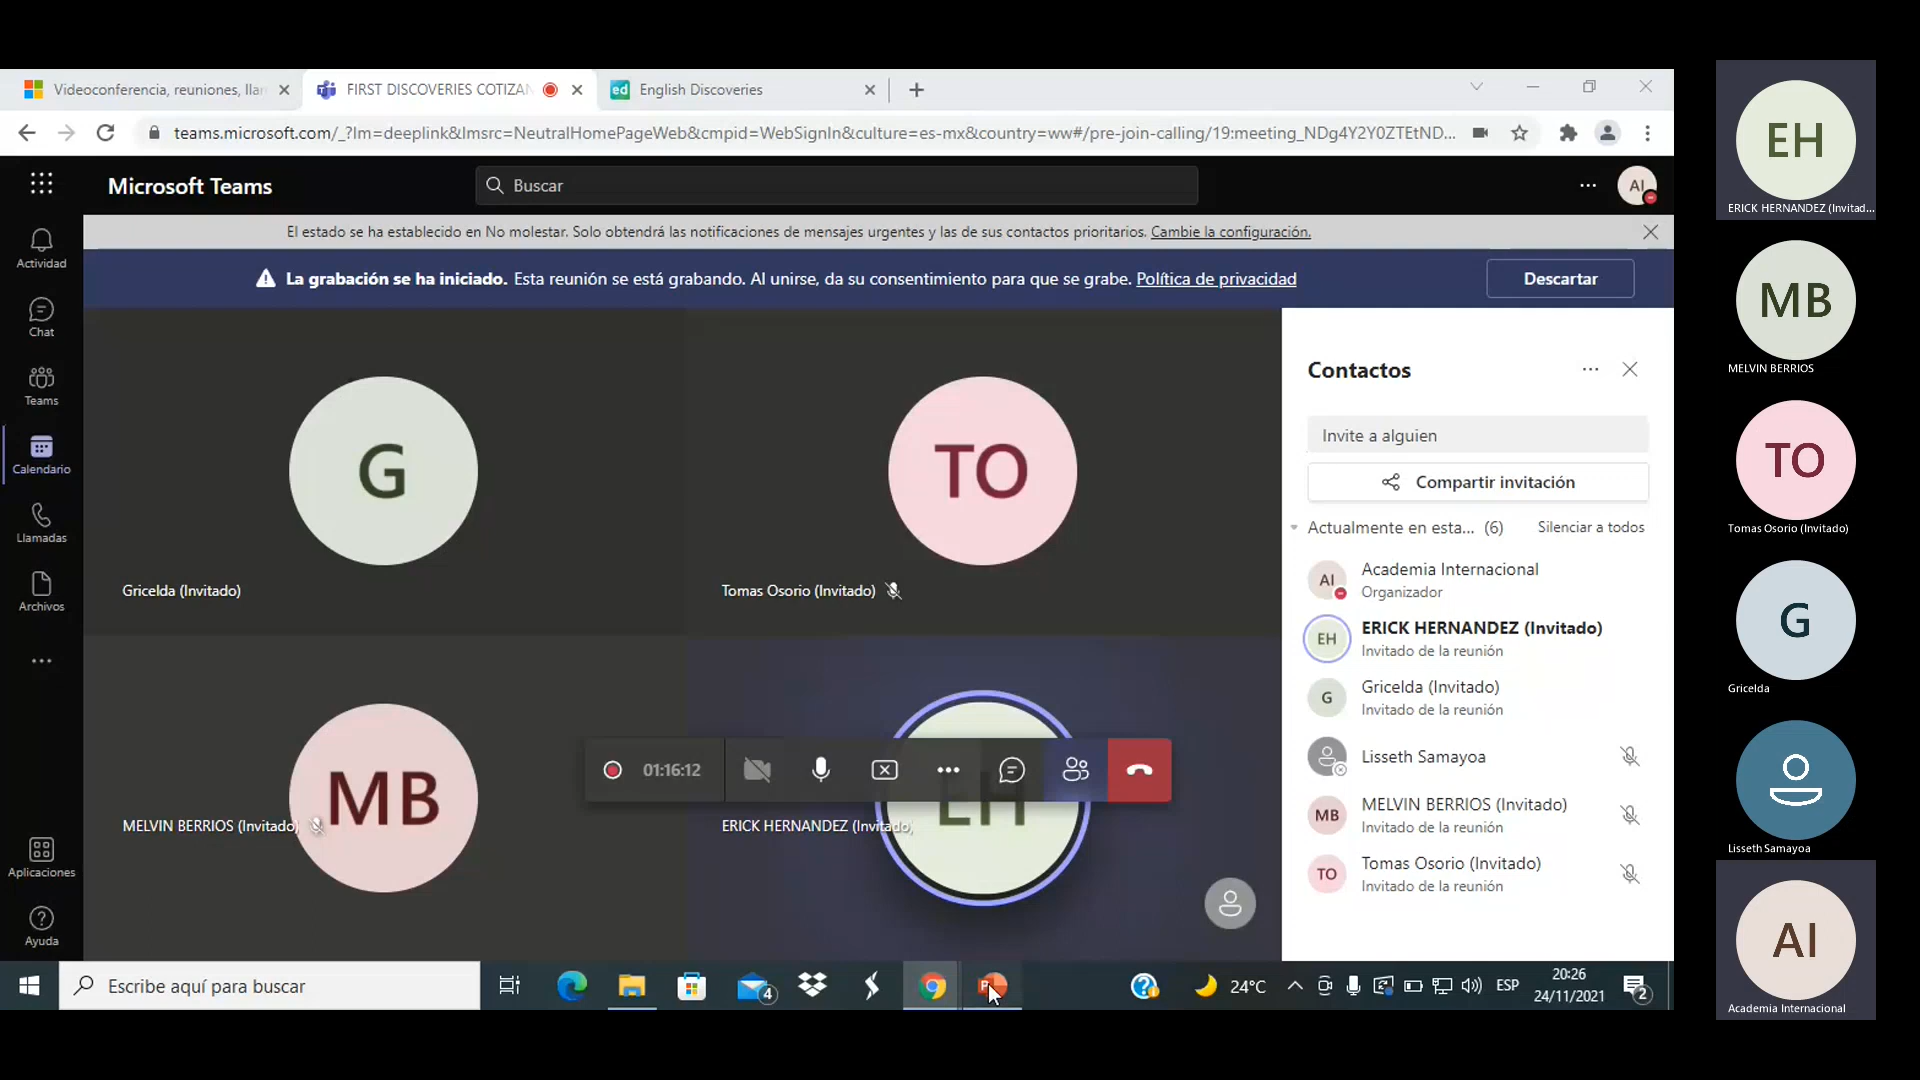 Videoconferencia, reuniones, lla
FIRST DISCOVERIES COTIZAN
ed English Discoveries
teams.microsoft.com/_?lm=deeplink&lmsrc=NeutralHomePageWeb&cmpid=WebSignIn&culture=es-mx&country=ww#/pre-join-calling/19:meeting_NDg4Y2Y0ZTEtND...
Microsoft Teams
Buscar
AI
El estado se ha establecido en No molestar. Solo obtendrá las notificaciones de mensajes urgentes y las de sus contactos prioritarios. Cambie la configuración.
La grabación se ha iniciado. Esta reunión se está grabando. Al unirse, da su consentimiento para que se grabe. Política de privacidad
Descartar
Actividad
Chat
Teams
Calendario
Llamadas
Archivos
Aplicaciones
Ayuda
G
Gricelda (Invitado)
TO
Tomas Osorio (Invitado)
MB
MELVIN BERRIOS (Invitado)
EH
ERICK HERNANDEZ (Invitado)
01:16:12
Contactos
Invite a alguien
Compartir invitación
Actualmente en esta... (6)
Silenciar a todos
AI
Academia Internacional
Organizador
EH
ERICK HERNANDEZ (Invitado)
Invitado de la reunión
G
Gricelda (Invitado)
Invitado de la reunión
Lisseth Samayoa
MB
MELVIN BERRIOS (Invitado)
Invitado de la reunión
TO
Tomas Osorio (Invitado)
Invitado de la reunión
Escribe aquí para buscar
4
24°C
ESP
20:26
24/11/2021
2
EH
ERICK HERNANDEZ (Invitad...
MB
MELVIN BERRIOS
TO
Tomas Osorio (Invitado)
G
Gricelda
Lisseth Samayoa
AI
Academia Internacional